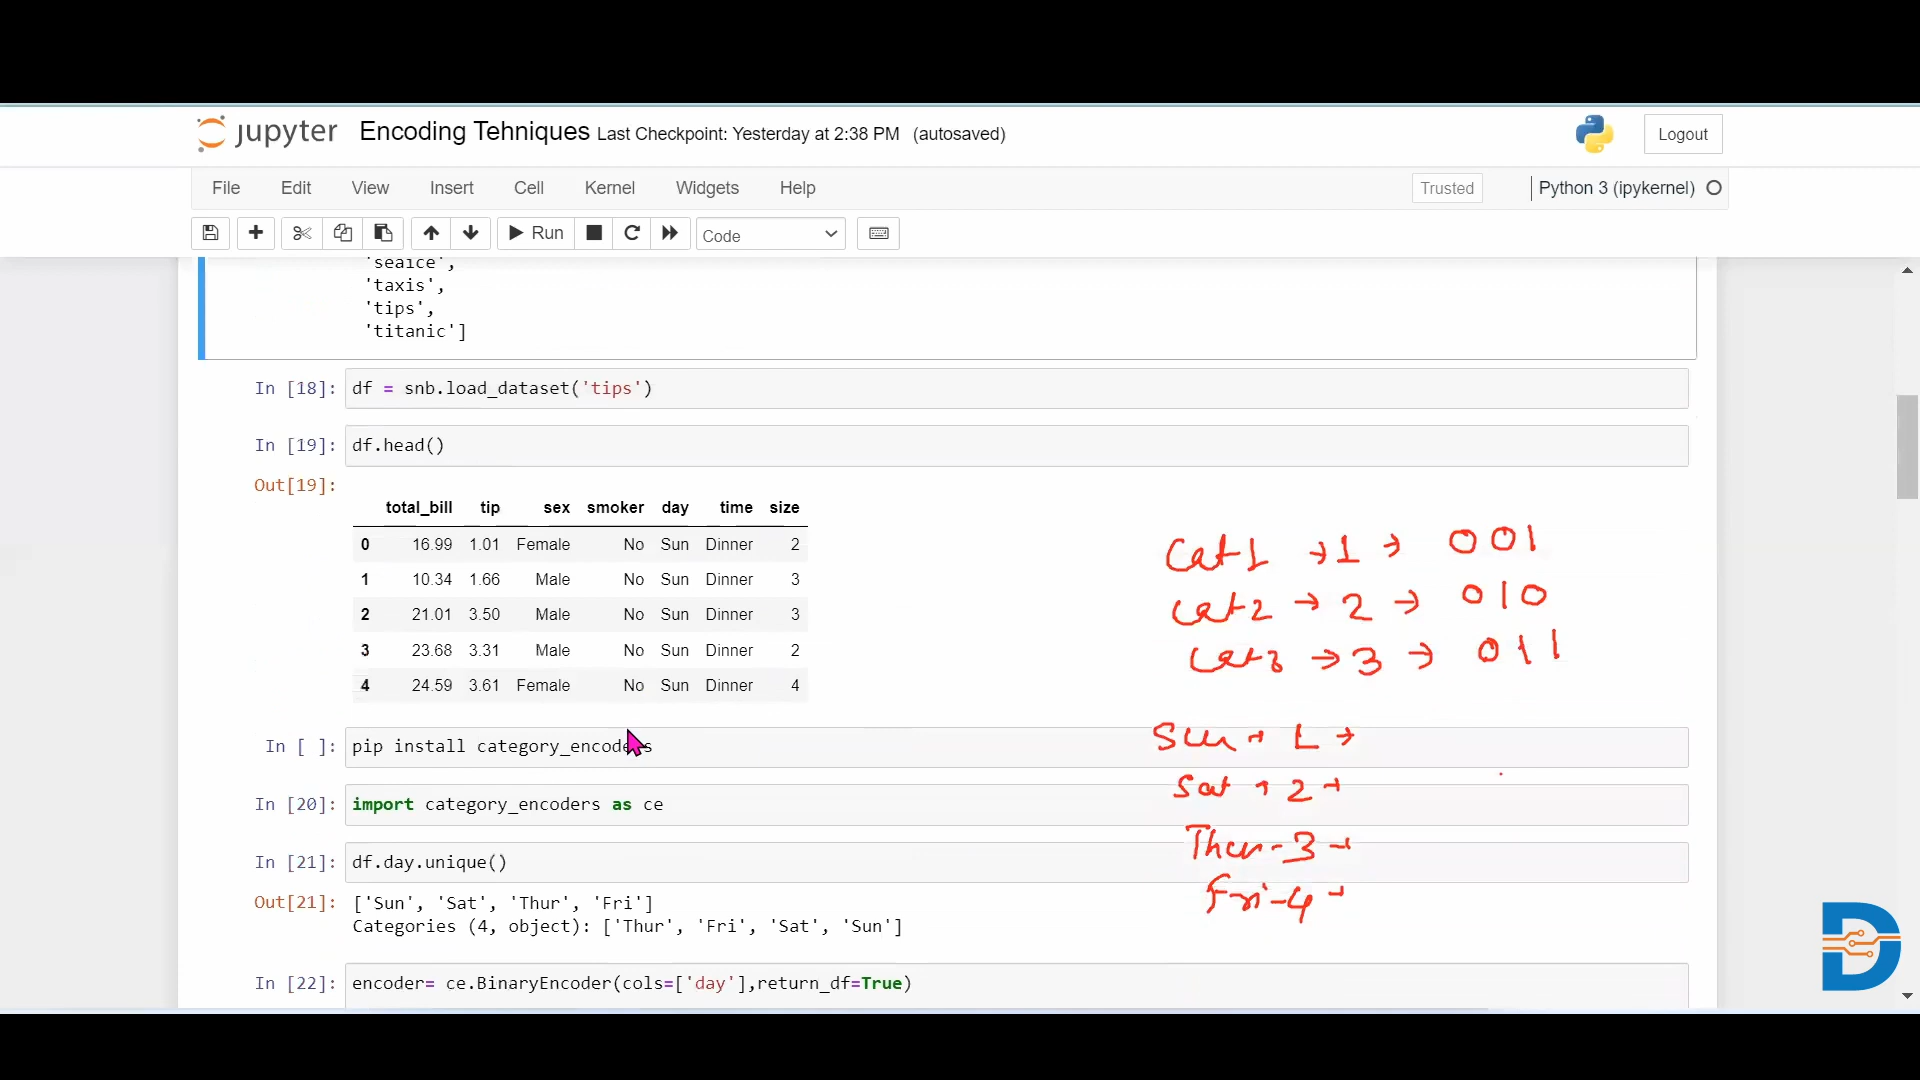 jupyter Encoding Tehniques Last Checkpoint: Yesterday at 2:38 PM (autosaved) Logout
File Edit View Insert Cell Kernel Widgets Help Trusted Python 3 (ipykernel)
Run Code
'seaice',
'taxis',
'tips',
'titanic']
In [18]: df = snb.load_dataset('tips')
In [19]: df.head()
Out[19]:
total_bill tip sex smoker day time size
0 16.99 1.01 Female No Sun Dinner 2
1 10.34 1.66 Male No Sun Dinner 3
2 21.01 3.50 Male No Sun Dinner 3
3 23.68 3.31 Male No Sun Dinner 2
4 24.59 3.61 Female No Sun Dinner 4
Cat1 → 1 → 001
Cat2 → 2 → 010
Cat3 → 3 → 011
In [ ]: pip install category_encoders
In [20]: import category_encoders as ce
In [21]: df.day.unique()
Out[21]: ['Sun', 'Sat', 'Thur', 'Fri']
Categories (4, object): ['Thur', 'Fri', 'Sat', 'Sun']
Sun → 1 →
Sat → 2 →
Thur - 3 →
Fri - 4 →
In [22]: encoder= ce.BinaryEncoder(cols=['day'],return_df=True)